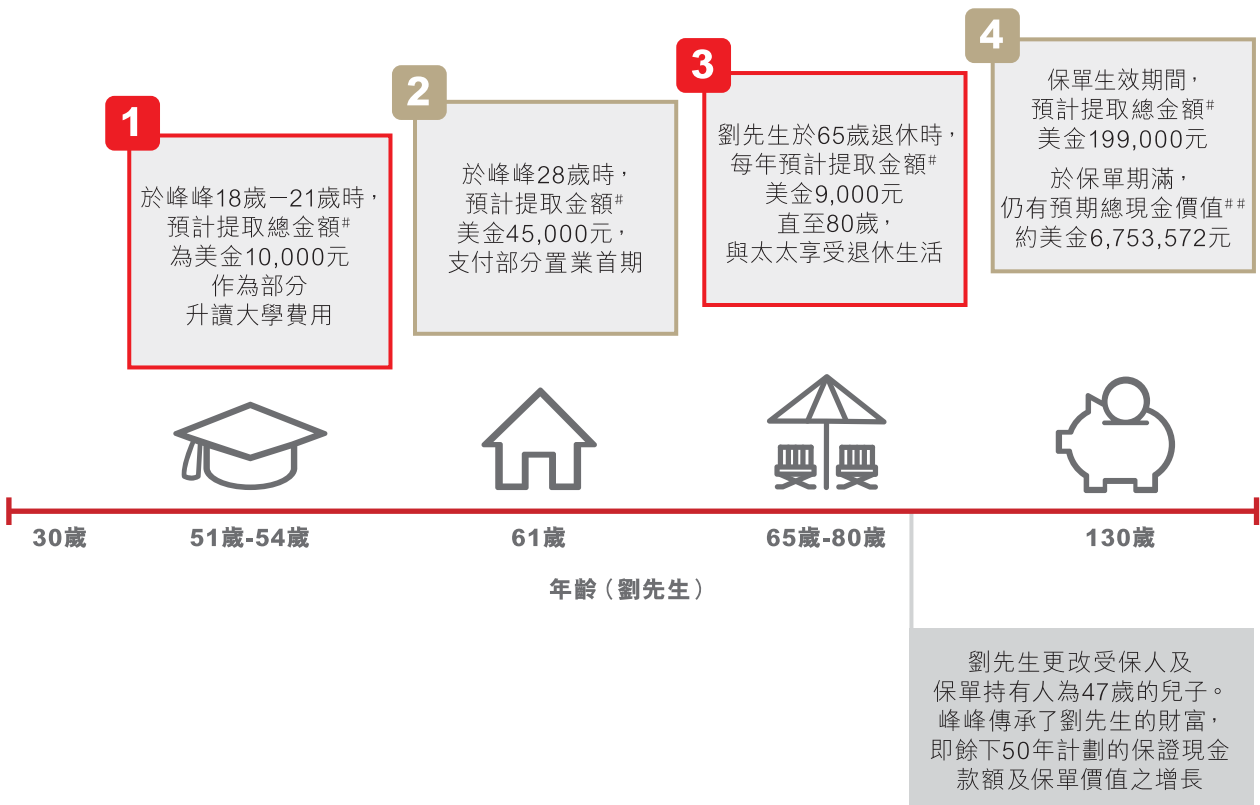 1
於峰峰18歲－21歲時，
預計提取總金額#
為美金10,000元
作為部分
升讀大學費用
2
於峰峰28歲時，
預計提取金額#
美金45,000元，
支付部分置業首期
3
劉先生於65歲退休時，
每年預計提取金額#
美金9,000元
直至80歲，
與太太享受退休生活
4
保單生效期間，
預計提取總金額#
美金199,000元
於保單期滿，
仍有預期總現金價值##
約美金6,753,572元
30歲
51歲-54歲
61歲
65歲-80歲
130歲
年齡（劉先生）
劉先生更改受保人及
保單持有人為47歲的兒子。
峰峰傳承了劉先生的財富，
即餘下50年計劃的保證現金
款額及保單價值之增長